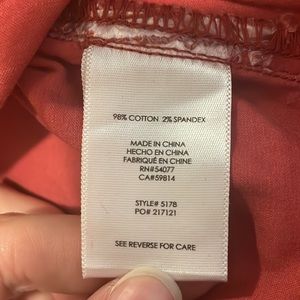 98% COTTON 2% SPANDEX
MADE IN CHINA
HECHO EN CHINA
FABRIQUÉ EN CHINE
RN#54077
CA#59814
STYLE# 5178
PO# 217121
SEE REVERSE FOR CARE